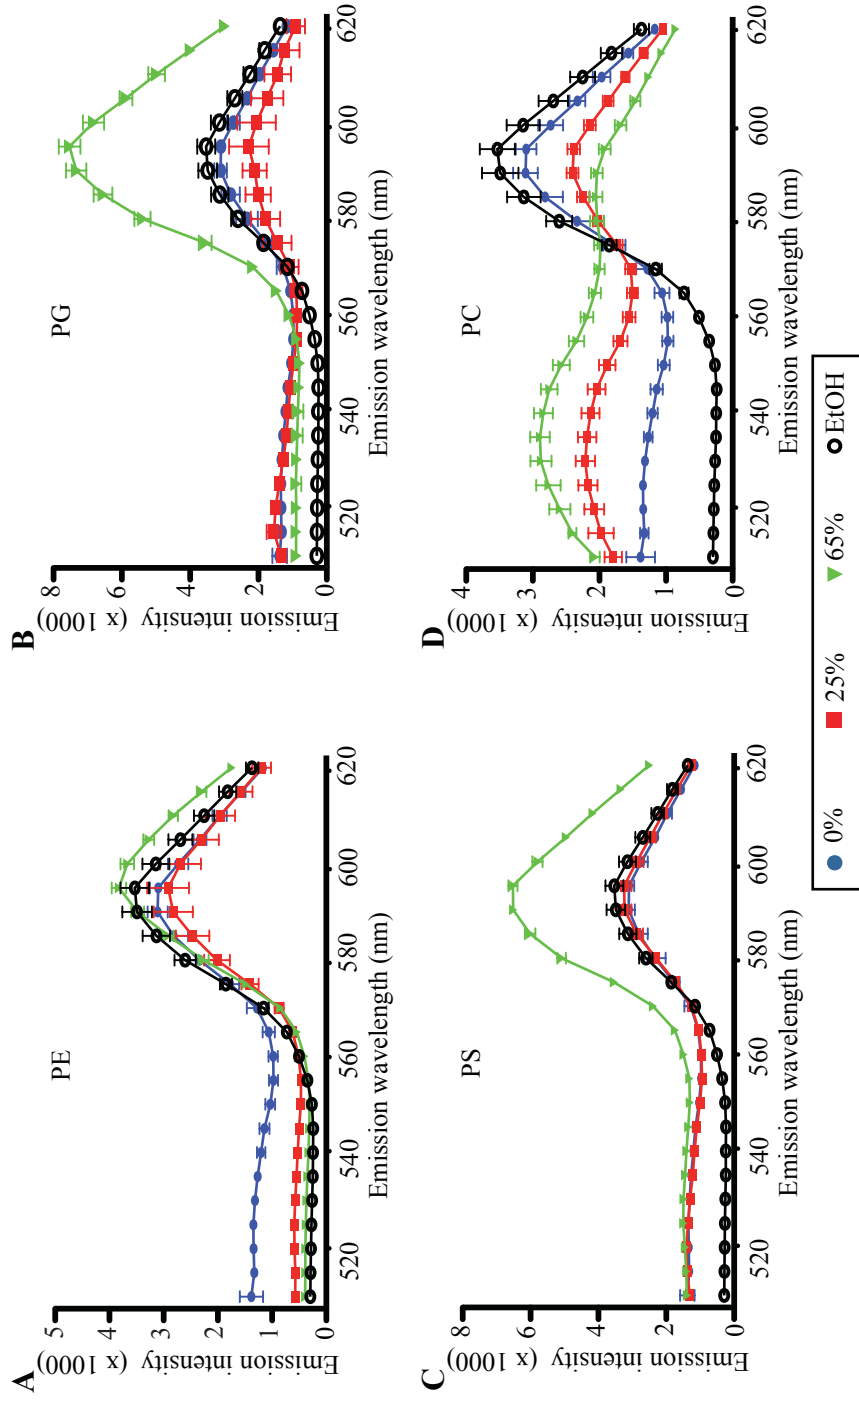 A
PE
5
4
3
2
1
0
Emission intensity
(x 1000)
520
540
560
580
600
620
Emission wavelength (nm)
B
PG
8
6
4
2
0
Emission intensity
(x 1000)
520
540
560
580
600
620
Emission wavelength (nm)
C
PS
8
6
4
2
0
Emission intensity
(x 1000)
520
540
560
580
600
620
Emission wavelength (nm)
D
PC
4
3
2
1
0
Emission intensity
(x 1000)
520
540
560
580
600
620
Emission wavelength (nm)
0% 25% 65% EtOH